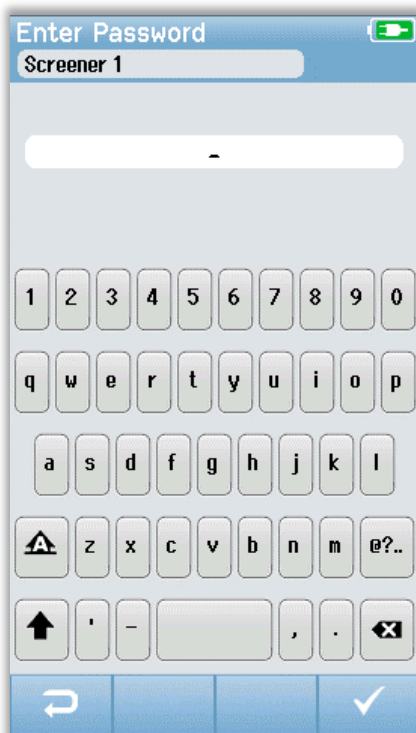 Enter Password
Screener 1
-
1 2 3 4 5 6 7 8 9 0
q w e r t y u i o p
a s d f g h j k l
A z x c v b n m @?..
' - , .